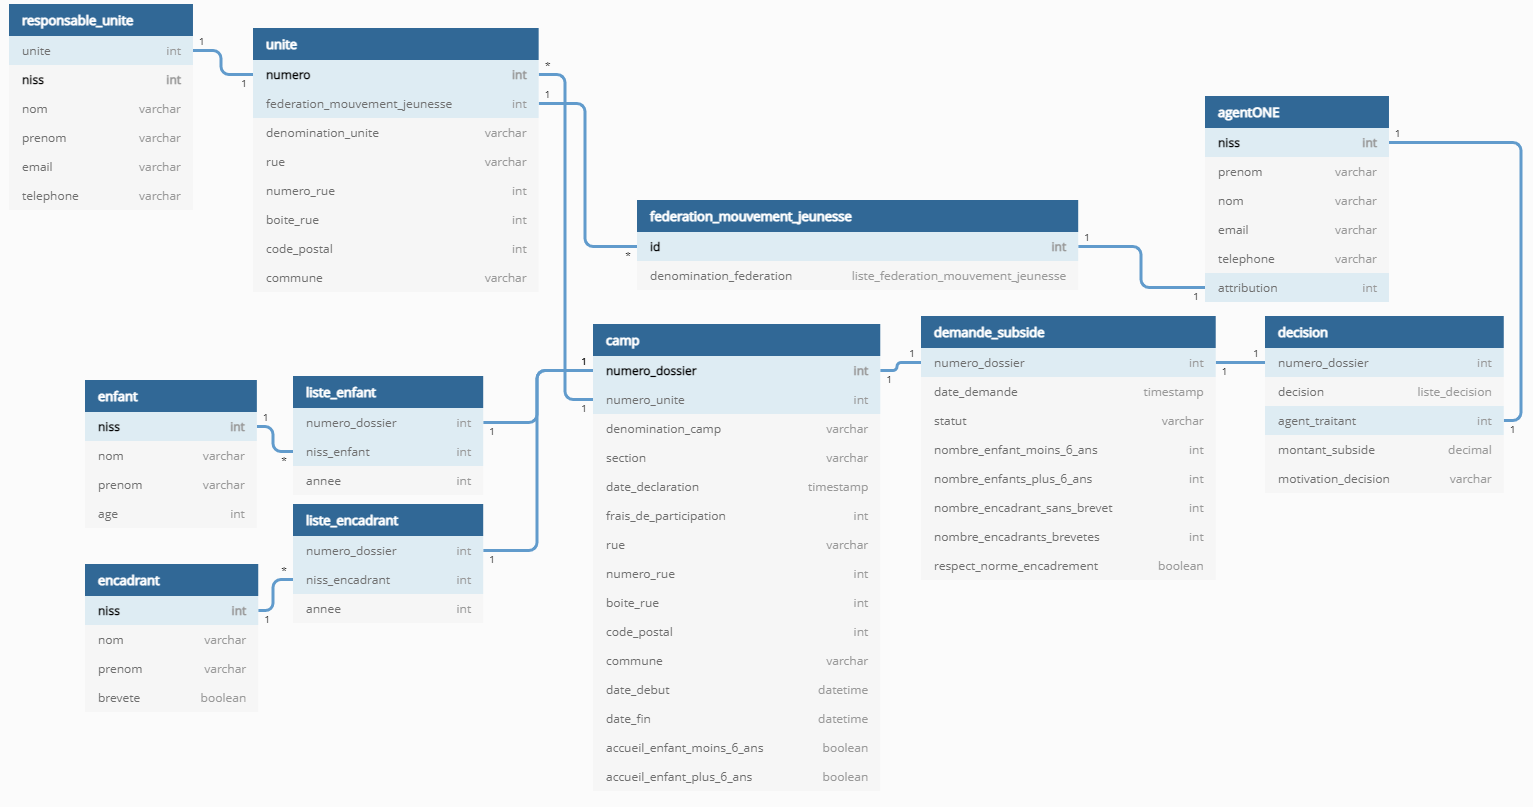 responsable_unite
unite int
niss int
nom varchar
prenom varchar
email varchar
telephone varchar
1
1
unite
numero int
federation_mouvement_jeunesse int
denomination_unite varchar
rue varchar
numero_rue int
boite_rue int
code_postal int
commune varchar
*
1
federation_mouvement_jeunesse
id int
denomination_federation liste_federation_mouvement_jeunesse
*
1
agentONE
niss int
prenom varchar
nom varchar
email varchar
telephone varchar
attribution int
1
1
enfant
niss int
nom varchar
prenom varchar
age int
1
*
liste_enfant
numero_dossier int
niss_enfant int
annee int
1
liste_encadrant
numero_dossier int
niss_encadrant int
annee int
*
1
encadrant
niss int
nom varchar
prenom varchar
brevete boolean
1
camp
numero_dossier int
numero_unite int
denomination_camp varchar
section varchar
date_declaration timestamp
frais_de_participation int
rue varchar
numero_rue int
boite_rue int
code_postal int
commune varchar
date_debut datetime
date_fin datetime
accueil_enfant_moins_6_ans boolean
accueil_enfant_plus_6_ans boolean
1
1
1
demande_subside
numero_dossier int
date_demande timestamp
statut varchar
nombre_enfant_moins_6_ans int
nombre_enfants_plus_6_ans int
nombre_encadrant_sans_brevet int
nombre_encadrants_brevetes int
respect_norme_encadrement boolean
1
1
decision
numero_dossier int
decision liste_decision
agent_traitant int
montant_subside decimal
motivation_decision varchar
1
1